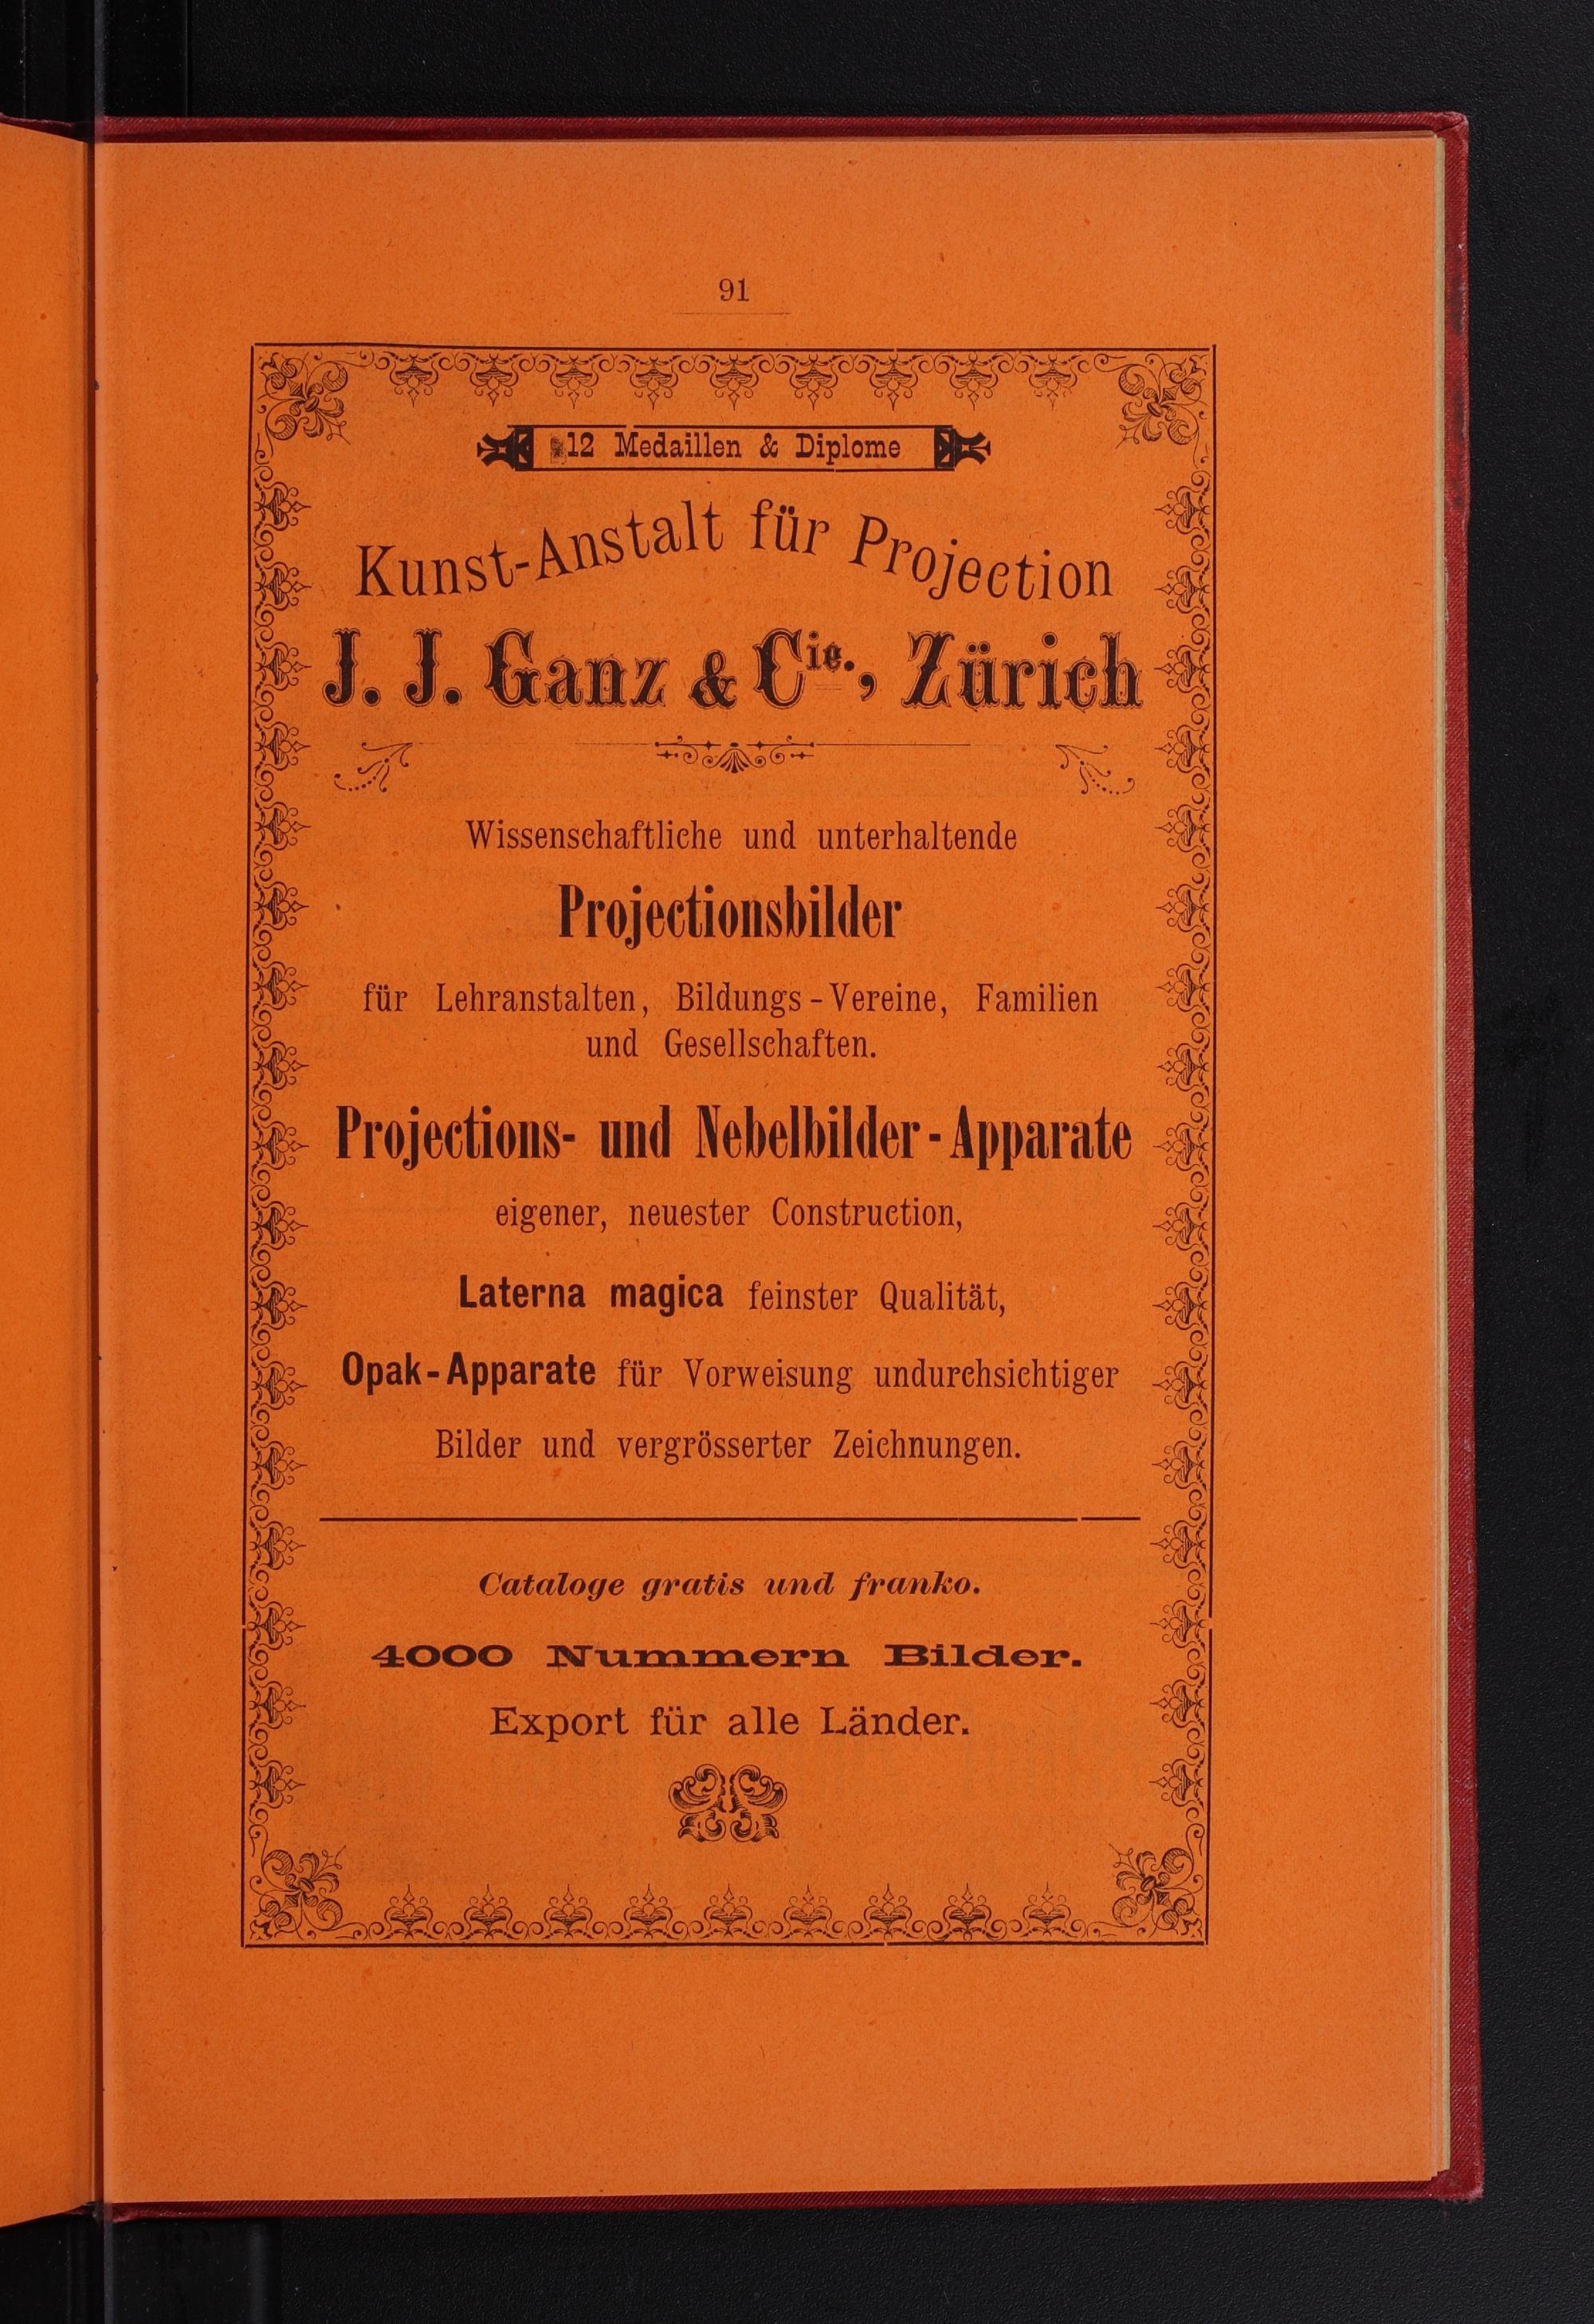 91
12 Medaillen & Diplome
Kunst-Anstalt für Projection
J. J. Ganz & Cie., Zürich
Wissenschaftliche und unterhaltende
Projectionsbilder
für Lehranstalten, Bildungs-Vereine, Familien
und Gesellschaften.
Projections- und Nebelbilder-Apparate
eigener, neuester Construction,
Laterna magica feinster Qualität,
Opak-Apparate für Vorweisung undurchsichtiger
Bilder und vergrösserter Zeichnungen.
Cataloge gratis und franko.
4000 Nummern Bilder.
Export für alle Länder.